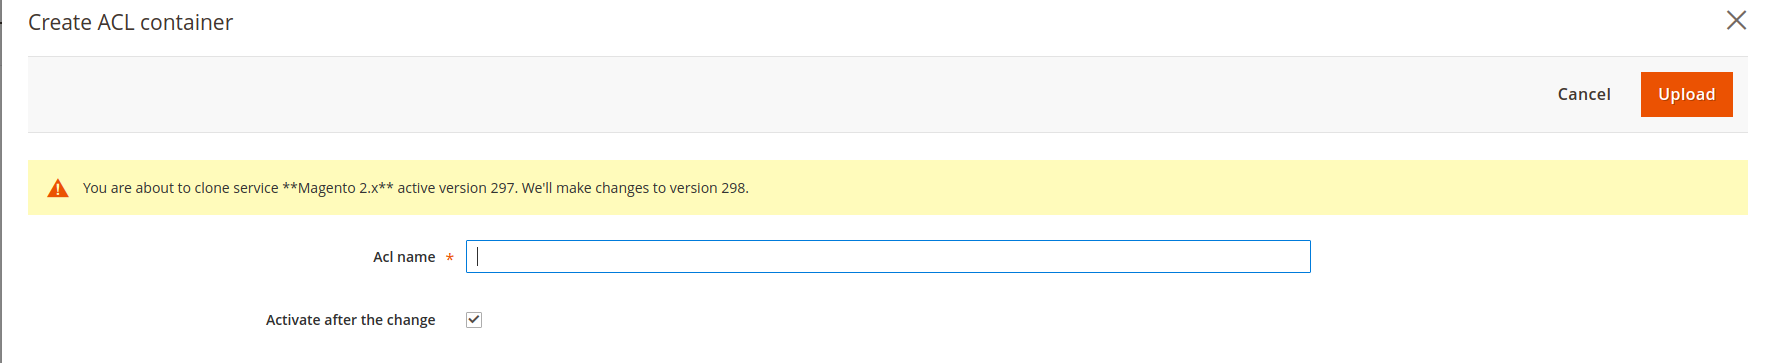 Create ACL container
Cancel
Upload
You are about to clone service **Magento 2.x** active version 297. We'll make changes to version 298.
Acl name *
Activate after the change